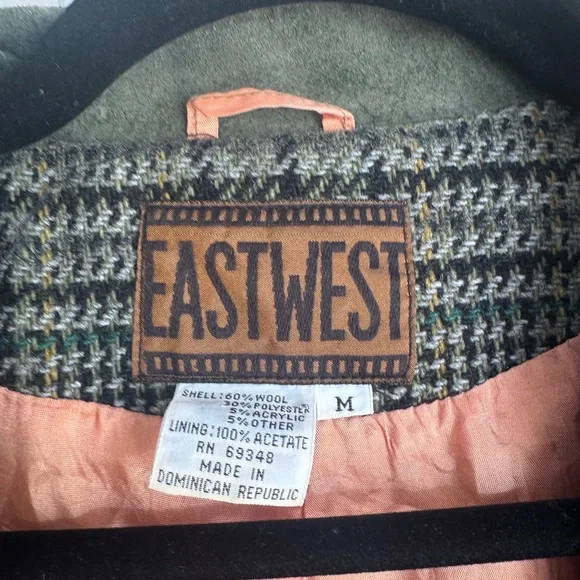 EASTWEST
SHELL: 60% WOOL
30% POLYESTER
5% ACRYLIC
5% OTHER
LINING: 100% ACETATE
RN 69348
MADE IN
DOMINICAN REPUBLIC
M